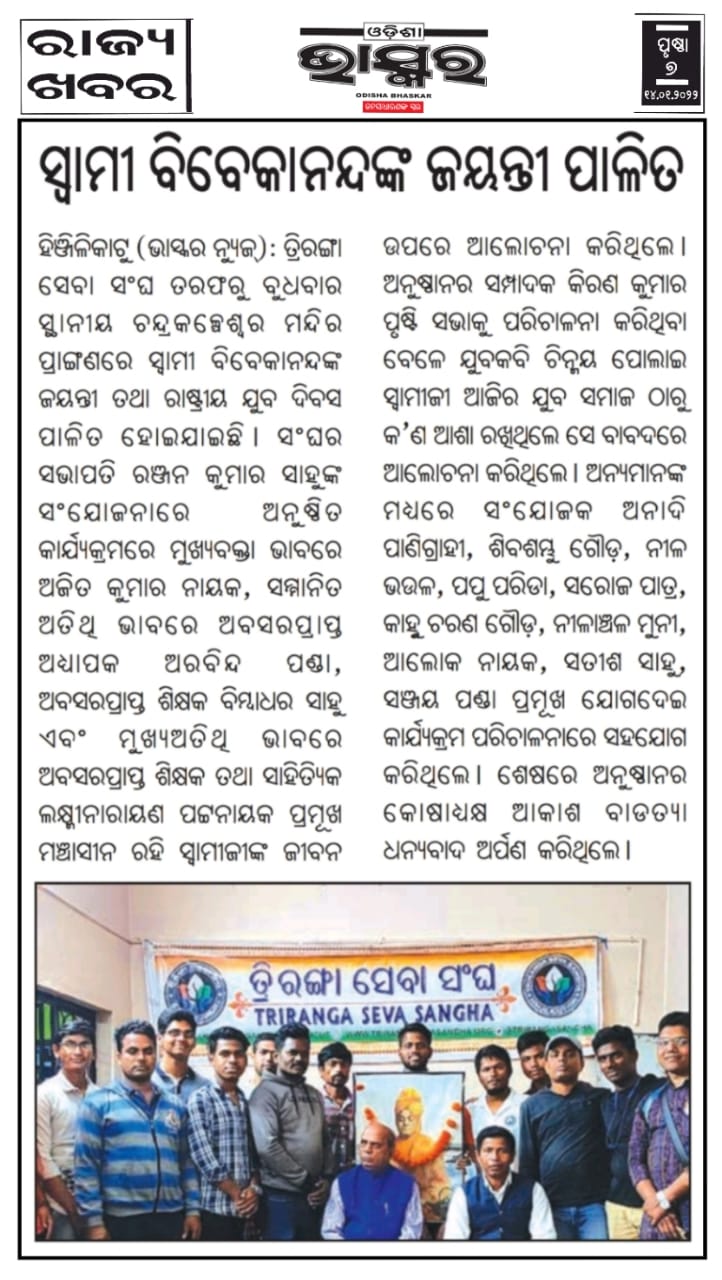 ରାଜ୍ୟ
ଖବର
ଓଡ଼ିଶା
ଭାସ୍କର
ODISHA BHASKAR
ଜନସାଧାରଣଙ୍କ ସ୍ବର
ପୃଷ୍ଠା
୭
୧୪.୦୧.୨୦୨୨
ସ୍ୱାମୀ ବିବେକାନନ୍ଦଙ୍କ ଜୟନ୍ତୀ ପାଳିତ
ହିଞ୍ଜିଳିକାଟୁ (ଭାସ୍କର ନ୍ୟୁଜ୍): ତ୍ରିରଙ୍ଗା
ସେବା ସଂଘ ତରଫରୁ ବୁଧବାର
ସ୍ଥାନୀୟ ଚନ୍ଦ୍ରକଞ୍ଚେଶ୍ୱର ମନ୍ଦିର
ପ୍ରାଙ୍ଗଣରେ ସ୍ୱାମୀ ବିବେକାନନ୍ଦଙ୍କ
ଜୟନ୍ତୀ ତଥା ରାଷ୍ଟ୍ରୀୟ ଯୁବ ଦିବସ
ପାଳିତ ହୋଇଯାଇଛି। ସଂଘର
ସଭାପତି ରଞ୍ଜନ କୁମାର ସାହୁଙ୍କ
ସଂଯୋଜନାରେ ଅନୁଷ୍ଠିତ
କାର୍ଯ୍ୟକ୍ରମରେ ମୁଖ୍ୟବକ୍ତା ଭାବରେ
ଅଜିତ କୁମାର ନାୟକ, ସମ୍ମାନିତ
ଅତିଥି ଭାବରେ ଅବସରପ୍ରାପ୍ତ
ଅଧ୍ୟାପକ ଅରବିନ୍ଦ ପଣ୍ଡା,
ଅବସରପ୍ରାପ୍ତ ଶିକ୍ଷକ ବିମ୍ବାଧର ସାହୁ
ଏବଂ ମୁଖ୍ୟଅତିଥି ଭାବରେ
ଅବସରପ୍ରାପ୍ତ ଶିକ୍ଷକ ତଥା ସାହିତ୍ୟିକ
ଲକ୍ଷ୍ମୀନାରାୟଣ ପଟ୍ଟନାୟକ ପ୍ରମୂଖ
ମଞ୍ଚାସୀନ ରହି ସ୍ୱାମୀଜୀଙ୍କ ଜୀବନ
ଉପରେ ଆଲୋଚନା କରିଥିଲେ।
ଅନୁଷ୍ଠାନର ସମ୍ପାଦକ କିରଣ କୁମାର
ପୃଷ୍ଟି ସଭାକୁ ପରିଚାଳନା କରିଥିବା
ବେଳେ ଯୁବକବି ଚିନ୍ମୟ ପୋଲାଇ
ସ୍ୱାମୀଜୀ ଆଜିର ଯୁବ ସମାଜ ଠାରୁ
କ'ଣ ଆଶା ରଖିଥିଲେ ସେ ବାବଦରେ
ଆଲୋଚନା କରିଥିଲେ। ଅନ୍ୟମାନଙ୍କ
ମଧ୍ୟରେ ସଂଯୋଜକ ଅନାଦି
ପାଣିଗ୍ରାହୀ, ଶିବଶମ୍ଭୁ ଗୌଡ଼, ନୀଳ
ଭଉଳ, ପପୁ ପରିଡା, ସରୋଜ ପାତ୍ର,
କାହ୍ନୁ ଚରଣ ଗୌଡ଼, ନୀଳାଞ୍ଚଳ ମୁନୀ,
ଆଲୋକ ନାୟକ, ସତୀଶ ସାହୁ,
ସଞ୍ଜୟ ପଣ୍ଡା ପ୍ରମୂଖ ଯୋଗଦେଇ
କାର୍ଯ୍ୟକ୍ରମ ପରିଚାଳନାରେ ସହଯୋଗ
କରିଥିଲେ। ଶେଷରେ ଅନୁଷ୍ଠାନର
କୋଷାଧ୍ୟକ୍ଷ ଆକାଶ ବାଡତ୍ୟା
ଧନ୍ୟବାଦ ଅର୍ପଣ କରିଥିଲେ।
ତ୍ରିରଙ୍ଗା ସେବା ସଂଘ
TRIRANGA SEVA SANGHA